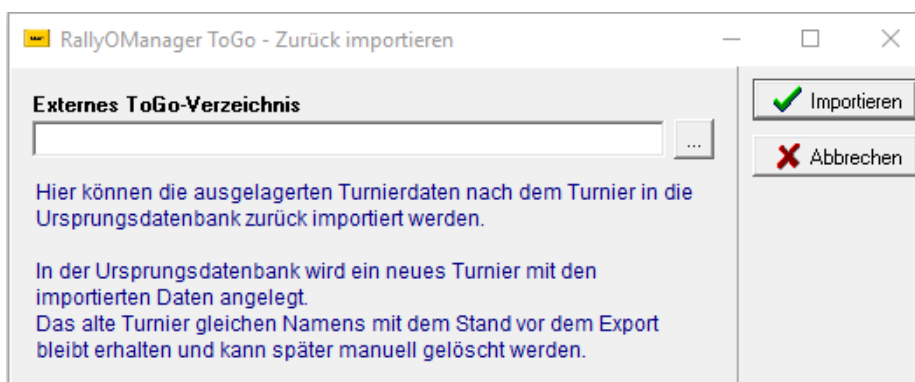 RallyOManager ToGo - Zurück importieren
Externes ToGo-Verzeichnis
...
Importieren
Abbrechen
Hier können die ausgelagerten Turnierdaten nach dem Turnier in die
Ursprungsdatenbank zurück importiert werden.
In der Ursprungsdatenbank wird ein neues Turnier mit den
importierten Daten angelegt.
Das alte Turnier gleichen Namens mit dem Stand vor dem Export
bleibt erhalten und kann später manuell gelöscht werden.